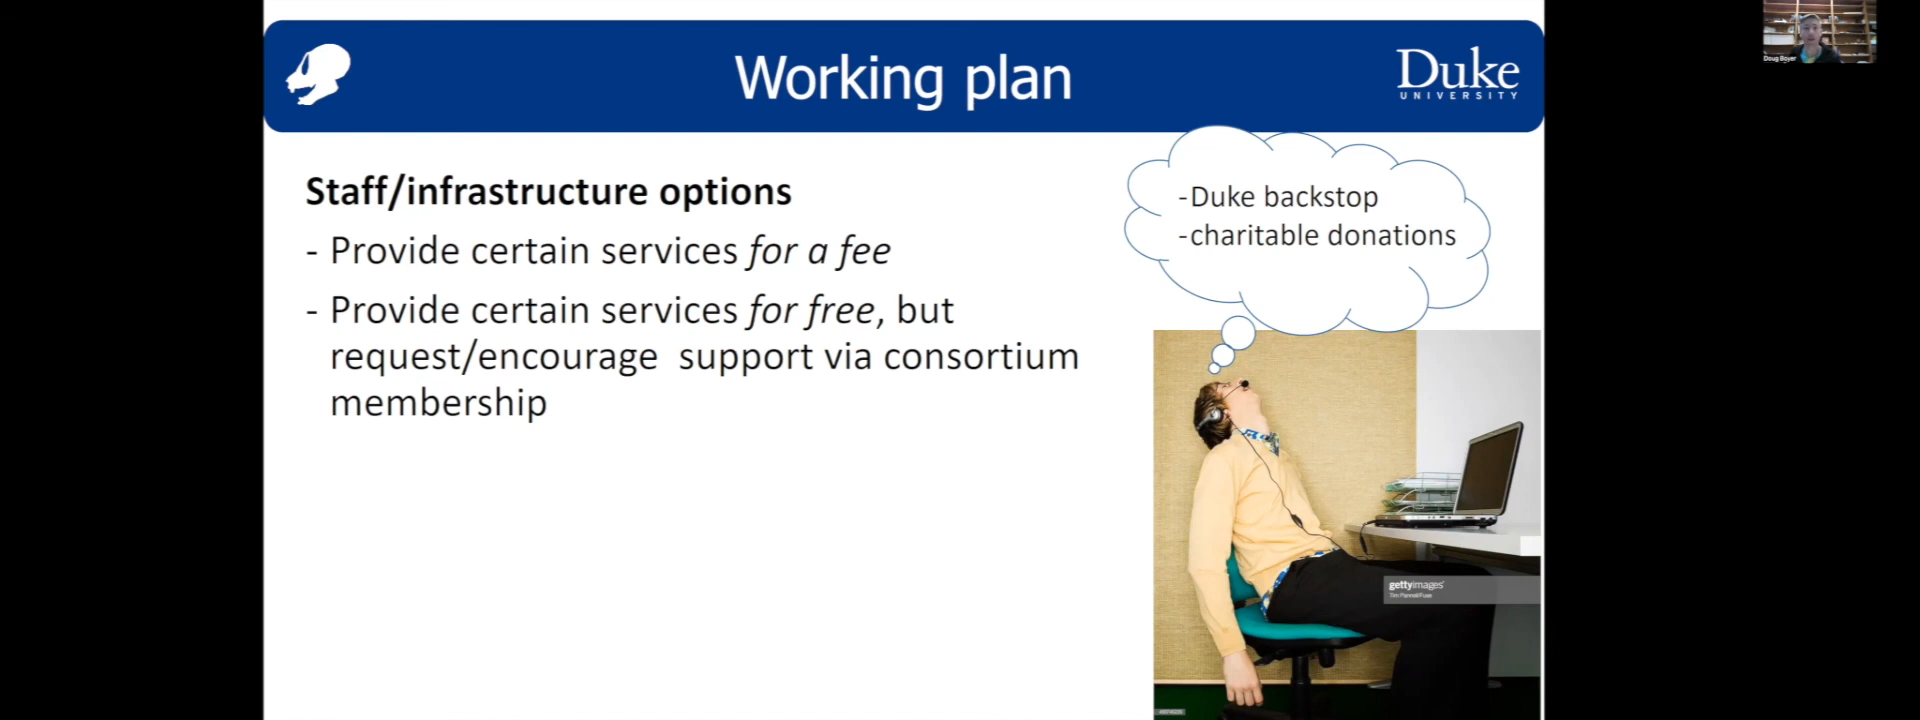 Working plan
Duke
UNIVERSITY
Doug Boyer
Staff/infrastructure options
- Provide certain services for a fee
- Provide certain services for free, but
request/encourage support via consortium
membership
-Duke backstop
-charitable donations
gettyimages
Tim Pannell/Fuse